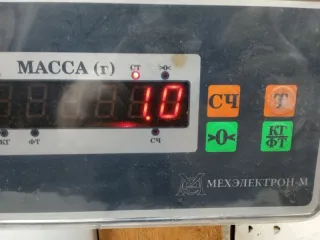 МАССА (г) СТ >0<
1.0
СЧ Т
>0< КГ ФТ
КГ ФТ СЧ
МЕХЭЛЕКТРОН-М